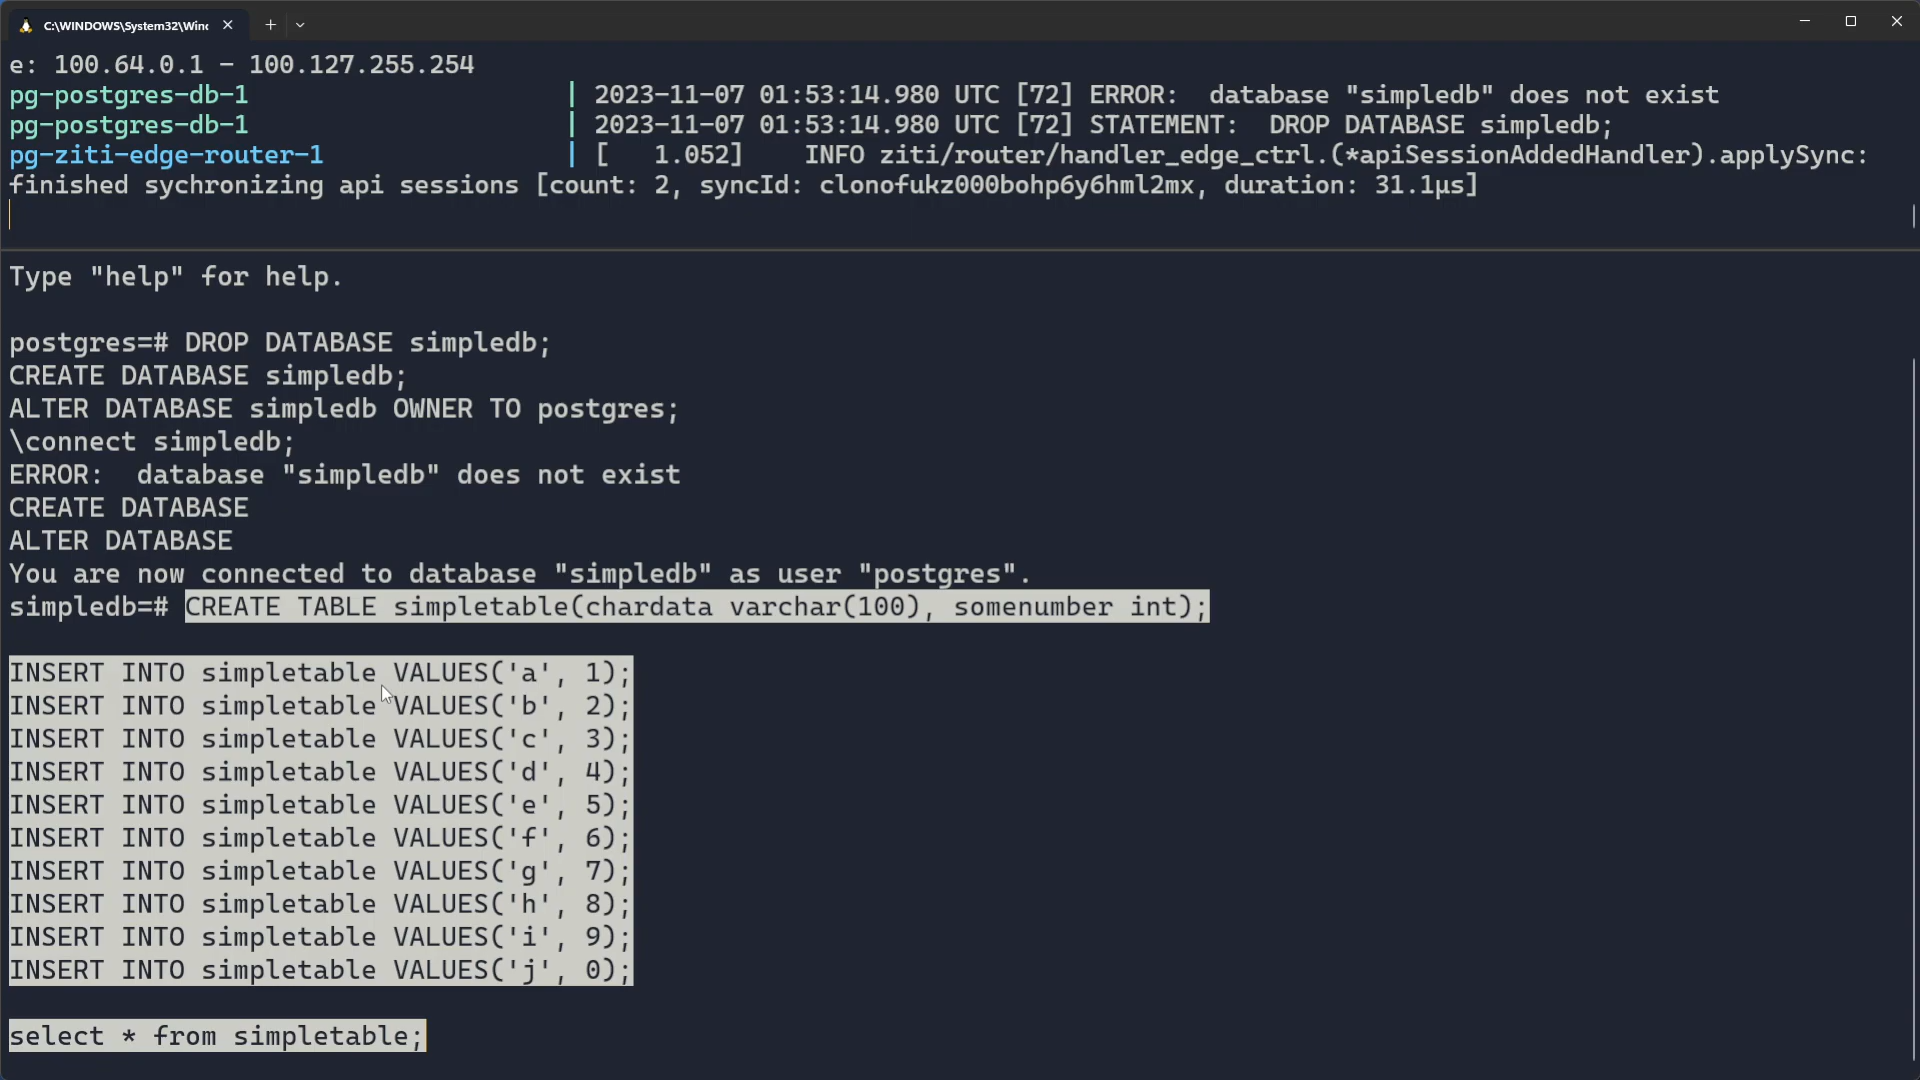 C:\WINDOWS\System32\Winc
e: 100.64.0.1 - 100.127.255.254
pg-postgres-db-1 | 2023-11-07 01:53:14.980 UTC [72] ERROR:  database "simpledb" does not exist
pg-postgres-db-1 | 2023-11-07 01:53:14.980 UTC [72] STATEMENT:  DROP DATABASE simpledb;
pg-ziti-edge-router-1 | [   1.052]    INFO ziti/router/handler_edge_ctrl.(*apiSessionAddedHandler).applySync:
finished sychronizing api sessions [count: 2, syncId: clonofukz000bohp6y6hml2mx, duration: 31.1µs]
Type "help" for help.
postgres=# DROP DATABASE simpledb;
CREATE DATABASE simpledb;
ALTER DATABASE simpledb OWNER TO postgres;
\connect simpledb;
ERROR:  database "simpledb" does not exist
CREATE DATABASE
ALTER DATABASE
You are now connected to database "simpledb" as user "postgres".
simpledb=# CREATE TABLE simpletable(chardata varchar(100), somenumber int);
INSERT INTO simpletable VALUES('a', 1);
INSERT INTO simpletable VALUES('b', 2);
INSERT INTO simpletable VALUES('c', 3);
INSERT INTO simpletable VALUES('d', 4);
INSERT INTO simpletable VALUES('e', 5);
INSERT INTO simpletable VALUES('f', 6);
INSERT INTO simpletable VALUES('g', 7);
INSERT INTO simpletable VALUES('h', 8);
INSERT INTO simpletable VALUES('i', 9);
INSERT INTO simpletable VALUES('j', 0);
select * from simpletable;